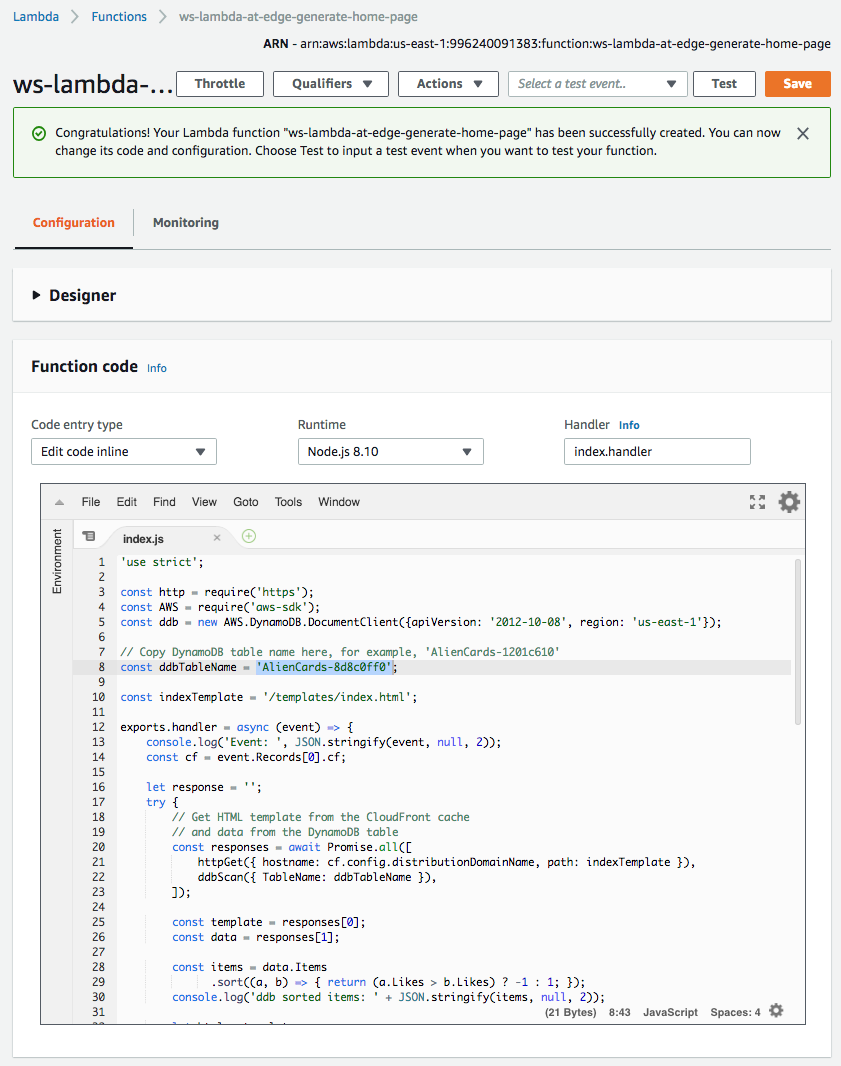 Lambda > Functions > ws-lambda-at-edge-generate-home-page
ARN - arn:aws:lambda:us-east-1:996240091383:function:ws-lambda-at-edge-generate-home-page
ws-lambda-... Throttle Qualifiers Actions Select a test event.. Test Save
Congratulations! Your Lambda function "ws-lambda-at-edge-generate-home-page" has been successfully created. You can now
change its code and configuration. Choose Test to input a test event when you want to test your function.
Configuration Monitoring
Designer
Function code Info
Code entry type Runtime Handler Info
Edit code inline Node.js 8.10 index.handler
File Edit Find View Goto Tools Window
Environment
index.js
1 'use strict';
2
3 const http = require('https');
4 const AWS = require('aws-sdk');
5 const ddb = new AWS.DynamoDB.DocumentClient({apiVersion: '2012-10-08', region: 'us-east-1'});
6
7 // Copy DynamoDB table name here, for example, 'AlienCards-1201c610'
8 const ddbTableName = 'AlienCards-8d8c0ff0';
9
10 const indexTemplate = '/templates/index.html';
11
12 exports.handler = async (event) => {
13 console.log('Event: ', JSON.stringify(event, null, 2));
14 const cf = event.Records[0].cf;
15
16 let response = '';
17 try {
18 // Get HTML template from the CloudFront cache
19 // and data from the DynamoDB table
20 const responses = await Promise.all([
21 httpGet({ hostname: cf.config.distributionDomainName, path: indexTemplate }),
22 ddbScan({ TableName: ddbTableName }),
23 ]);
24
25 const template = responses[0];
26 const data = responses[1];
27
28 const items = data.Items
29 .sort((a, b) => { return (a.Likes > b.Likes) ? -1 : 1; });
30 console.log('ddb sorted items: ' + JSON.stringify(items, null, 2));
31
(21 Bytes) 8:43 JavaScript Spaces: 4